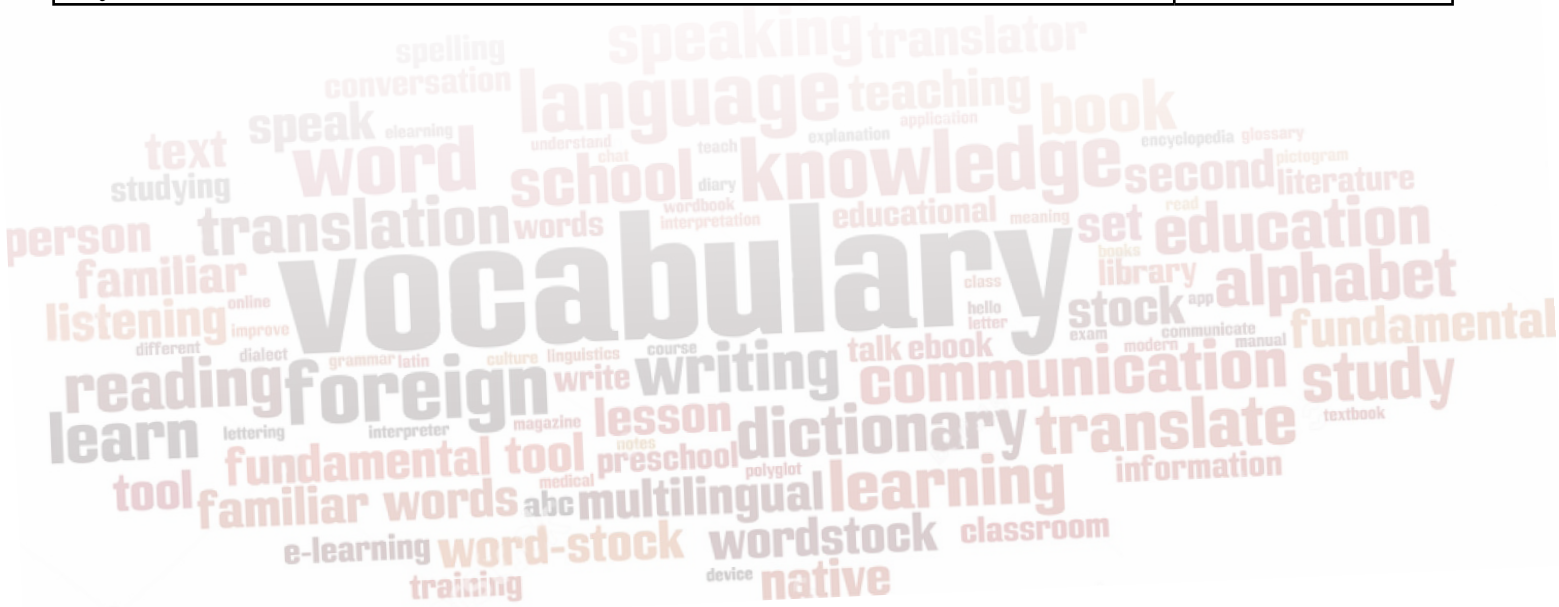 speaking translator
spelling
conversation language teaching book
speak elearning application
text understand explanation encyclopedia glossary
word chat teach knowledge pictogram
studying school diary second literature
wordbook read
person translation words interpretation educational meaning set education
familiar vocabulary books
class library alphabet
listening online hello stock app
improve letter communicate fundamental
different dialect course exam modern manual
grammar latin culture linguistics talk ebook
reading foreign write writing communication study
magazine lesson textbook
learn lettering interpreter notes dictionary translate
fundamental tool preschool polyglot information
tool medical
familiar words abc multilingual learning
e-learning word-stock wordstock classroom
training device native